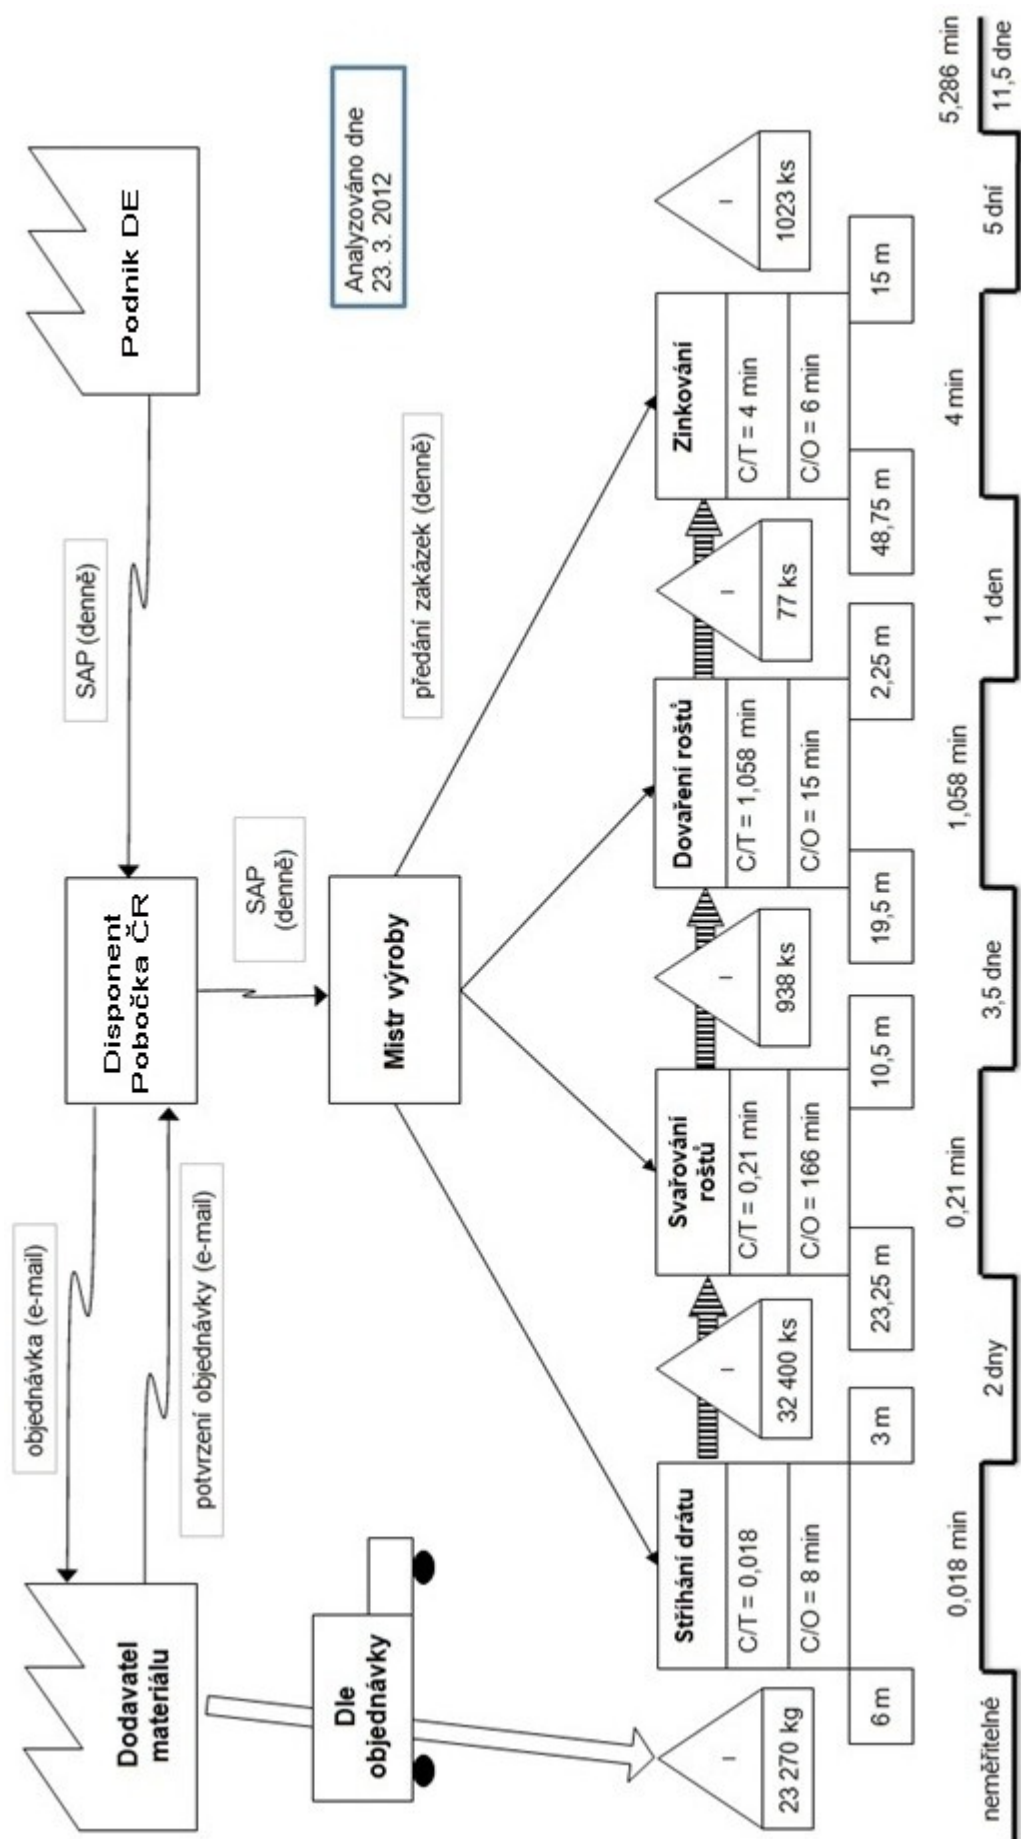 Dodavatel
materiálu
objednávka (e-mail)
potvrzení objednávky (e-mail)
Disponent
Pobočka ČR
SAP (denně)
Podnik DE
SAP
(denně)
Mistr výroby
Analyzováno dne
23. 3. 2012
předání zakázek (denně)
Dle
objednávky
I
23 270 kg
Stříhání drátu
C/T = 0,018
C/O = 8 min
I
32 400 ks
Svařování
roštů
C/T = 0,21 min
C/O = 166 min
I
938 ks
Dovaření roštů
C/T = 1,058 min
C/O = 15 min
I
77 ks
Zinkování
C/T = 4 min
C/O = 6 min
I
1023 ks
6 m
3 m
23,25 m
10,5 m
19,5 m
2,25 m
48,75 m
15 m
neměřitelné
0,018 min
2 dny
0,21 min
3,5 dne
1,058 min
1 den
4 min
5 dní
5,286 min
11,5 dne